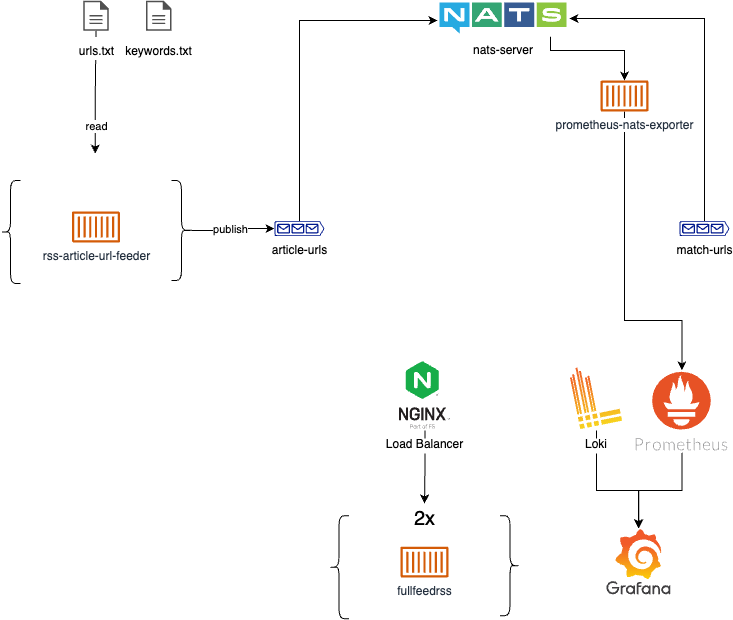 NATS
urls.txt
keywords.txt
nats-server
read
prometheus-nats-exporter
rss-article-url-feeder
publish
article-urls
match-urls
N
NGINX
Part of F5
Load Balancer
Loki
Prometheus
2x
fullfeedrss
Grafana